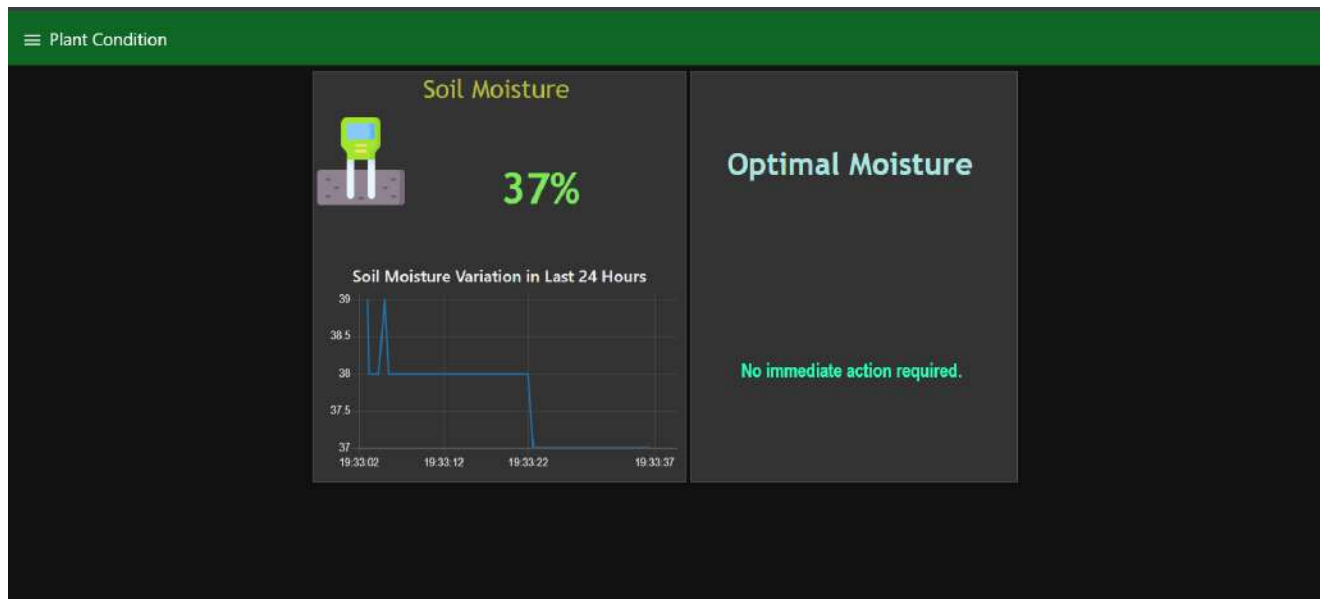 Plant Condition
Soil Moisture
37%
Soil Moisture Variation in Last 24 Hours
39
38.5
38
37.5
37
19:33:02 19:33:12 19:33:22 19:33:37
Optimal Moisture
No immediate action required.